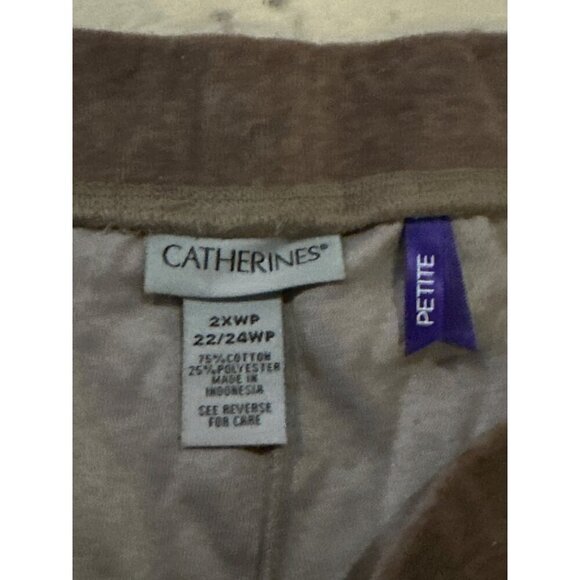 CATHERINES®
PETITE
2XWP
22/24WP
75% COTTON
25% POLYESTER
MADE IN
INDONESIA
SEE REVERSE
FOR CARE